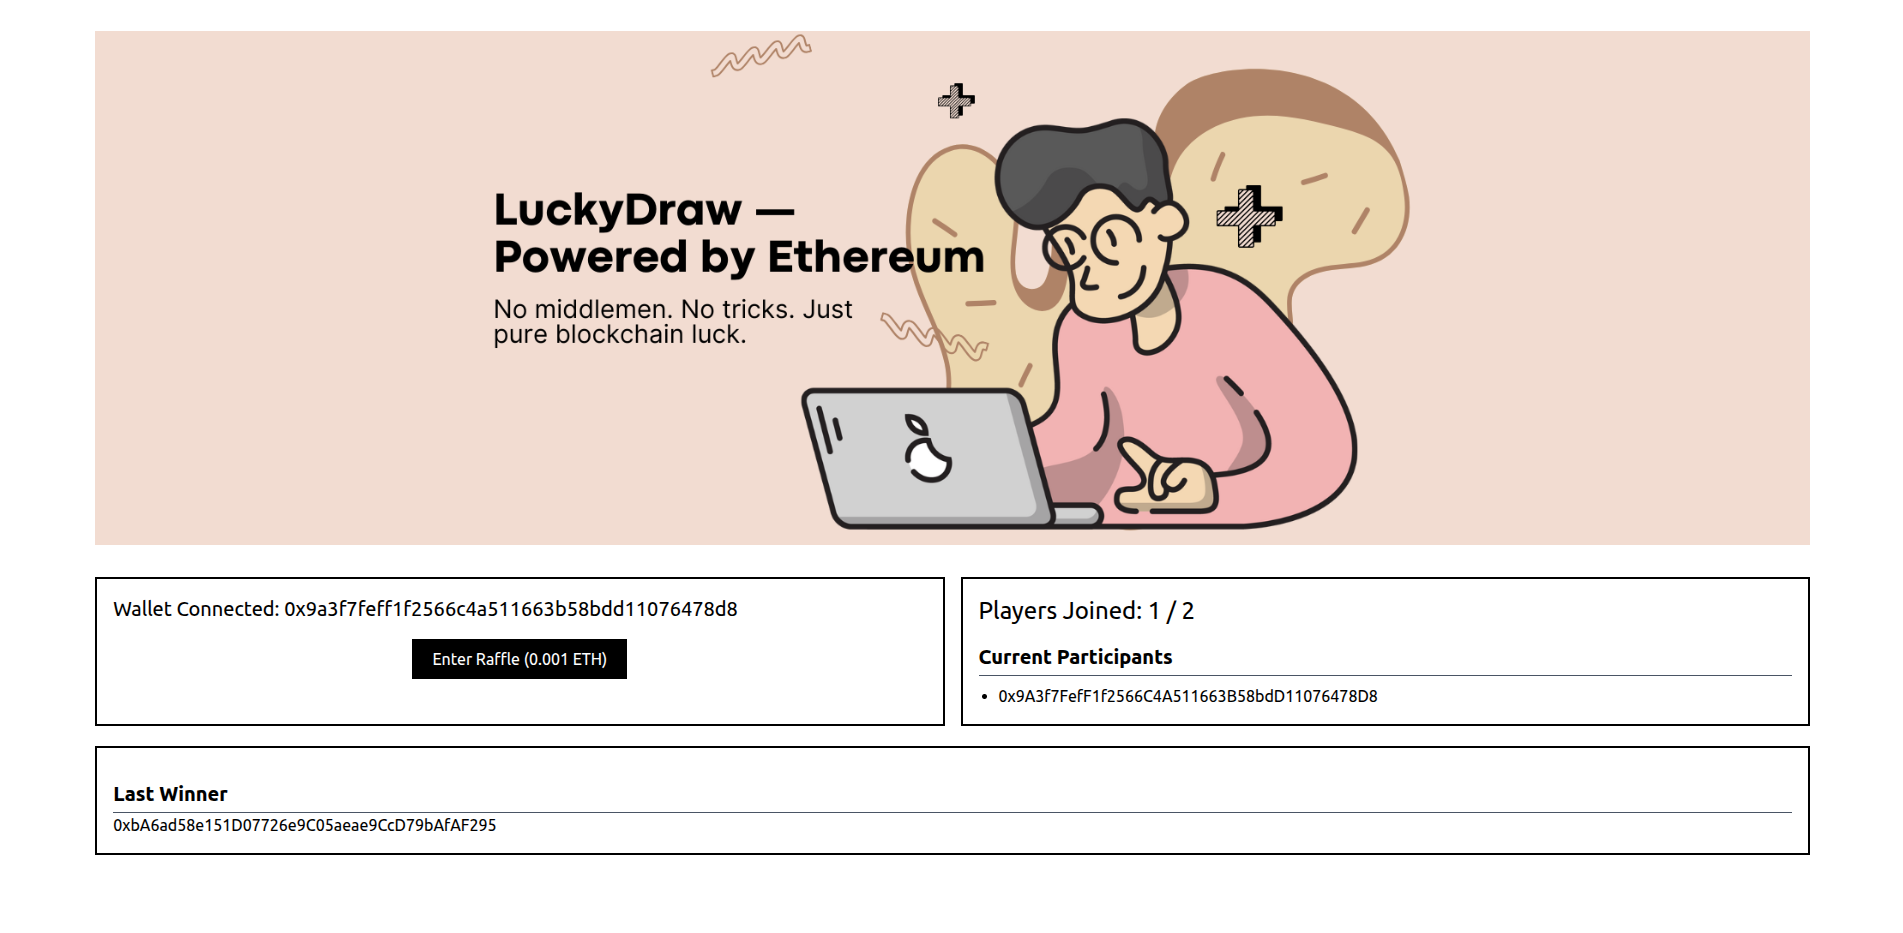 LuckyDraw —
Powered by Ethereum
No middlemen. No tricks. Just
pure blockchain luck.
Wallet Connected: 0x9a3f7feff1f2566c4a511663b58bdd11076478d8
Enter Raffle (0.001 ETH)
Players Joined: 1 / 2
Current Participants
• 0x9A3f7FefF1f2566C4A511663B58bdD11076478D8
Last Winner
0xbA6ad58e151D07726e9C05aeae9CcD79bAfAF295